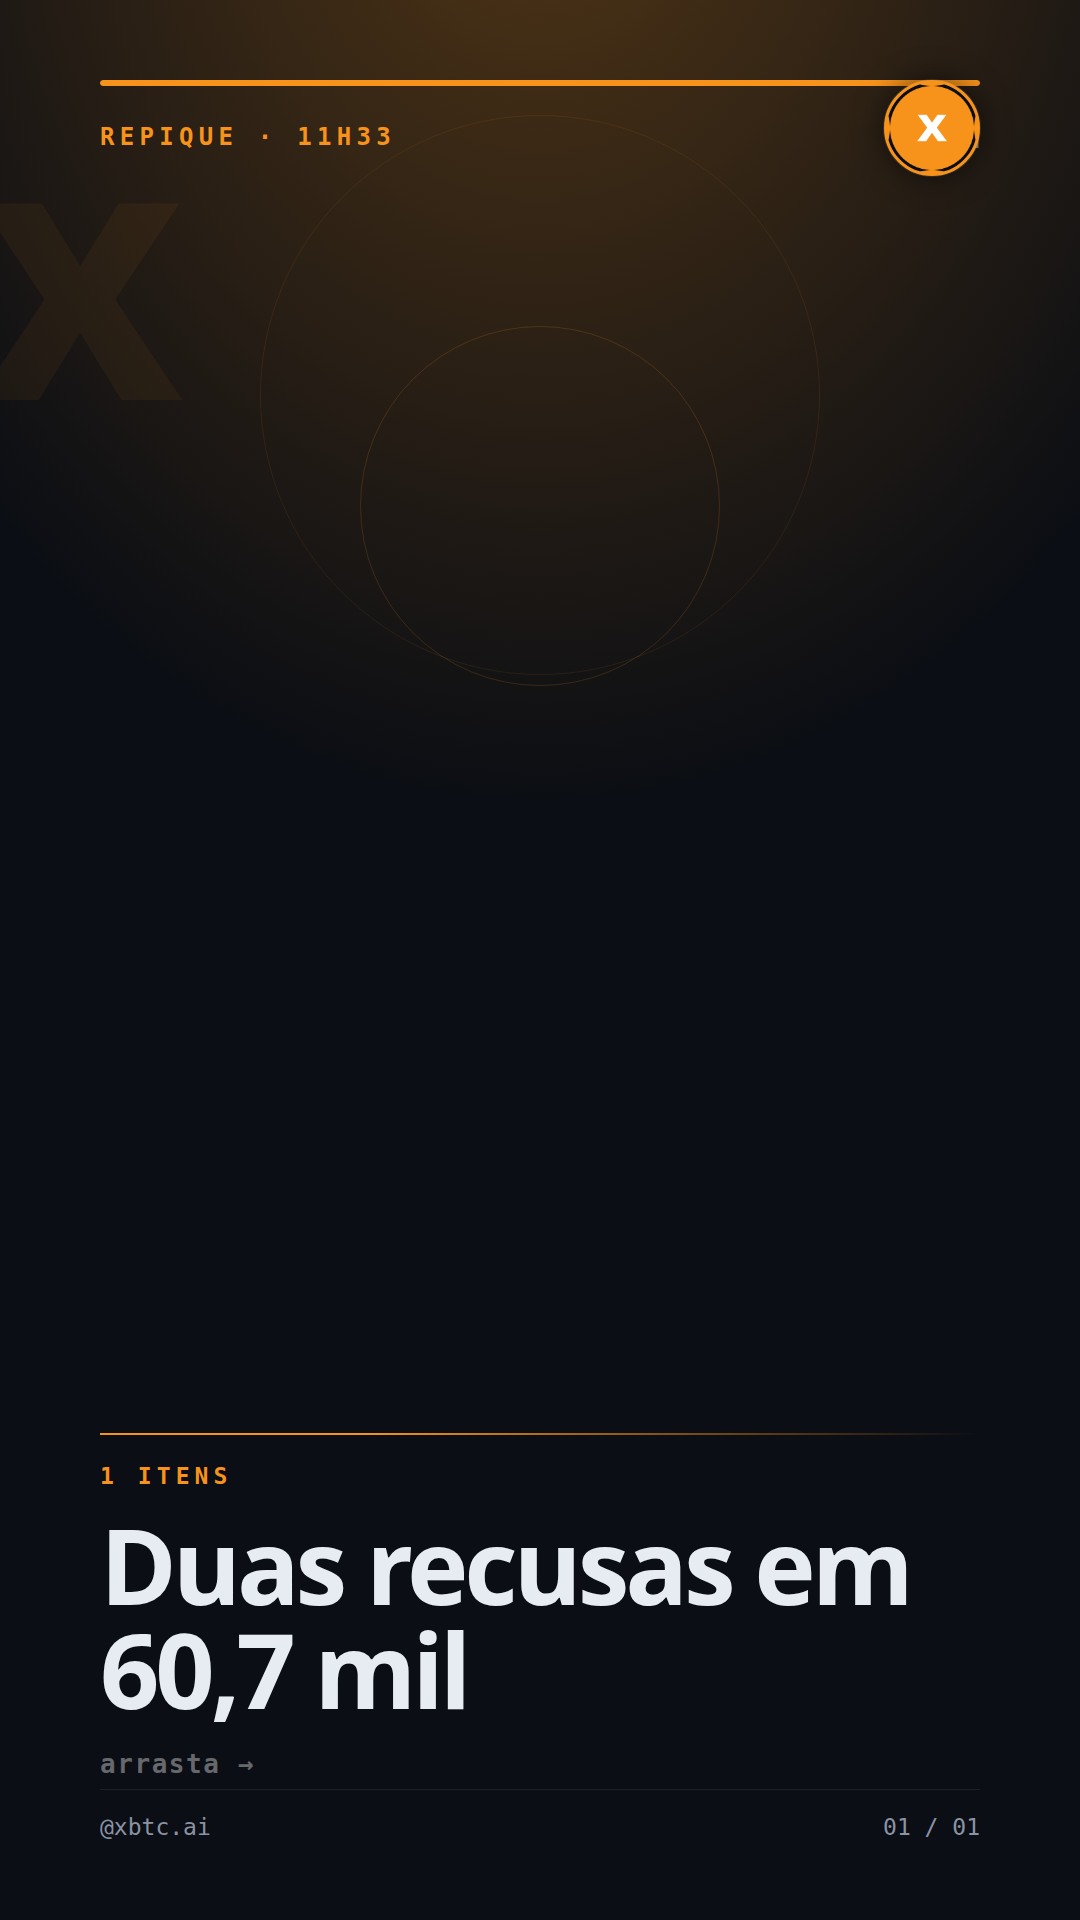 REPIQUE · 11H33
x
x
1 ITENS
Duas recusas em
60,7 mil
arrasta →
@xbtc.ai
01 / 01